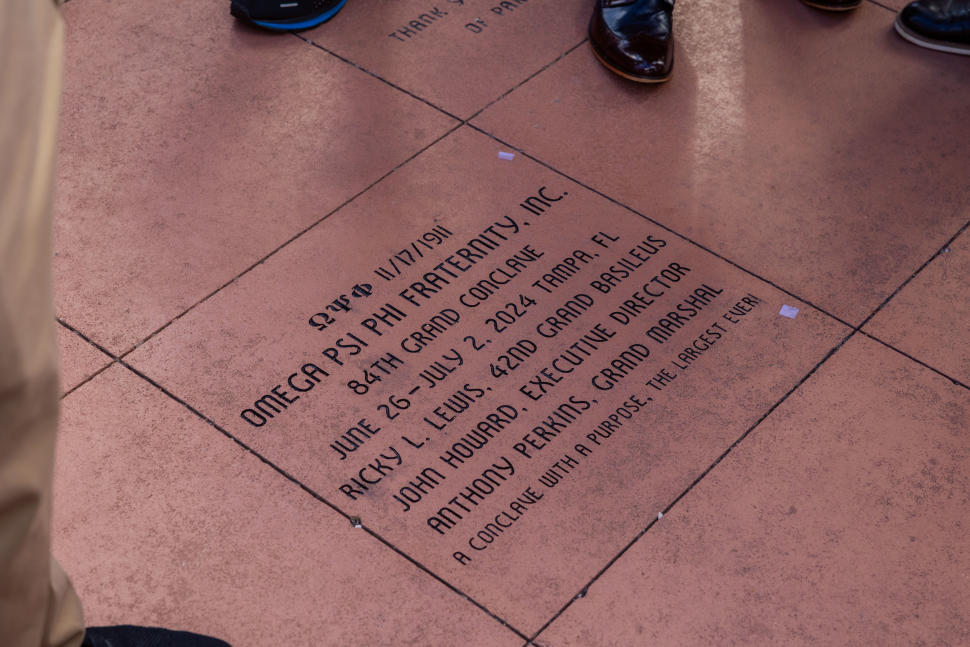 THANK
OF
ΩΨΦ 11/17/1911
OMEGA PSI PHI FRATERNITY, INC.
84TH GRAND CONCLAVE
JUNE 26 – JULY 2, 2024 TAMPA, FL
RICKY L. LEWIS, 42ND GRAND BASILEUS
JOHN HOWARD, EXECUTIVE DIRECTOR
ANTHONY PERKINS, GRAND MARSHAL
A CONCLAVE WITH A PURPOSE, THE LARGEST EVER!